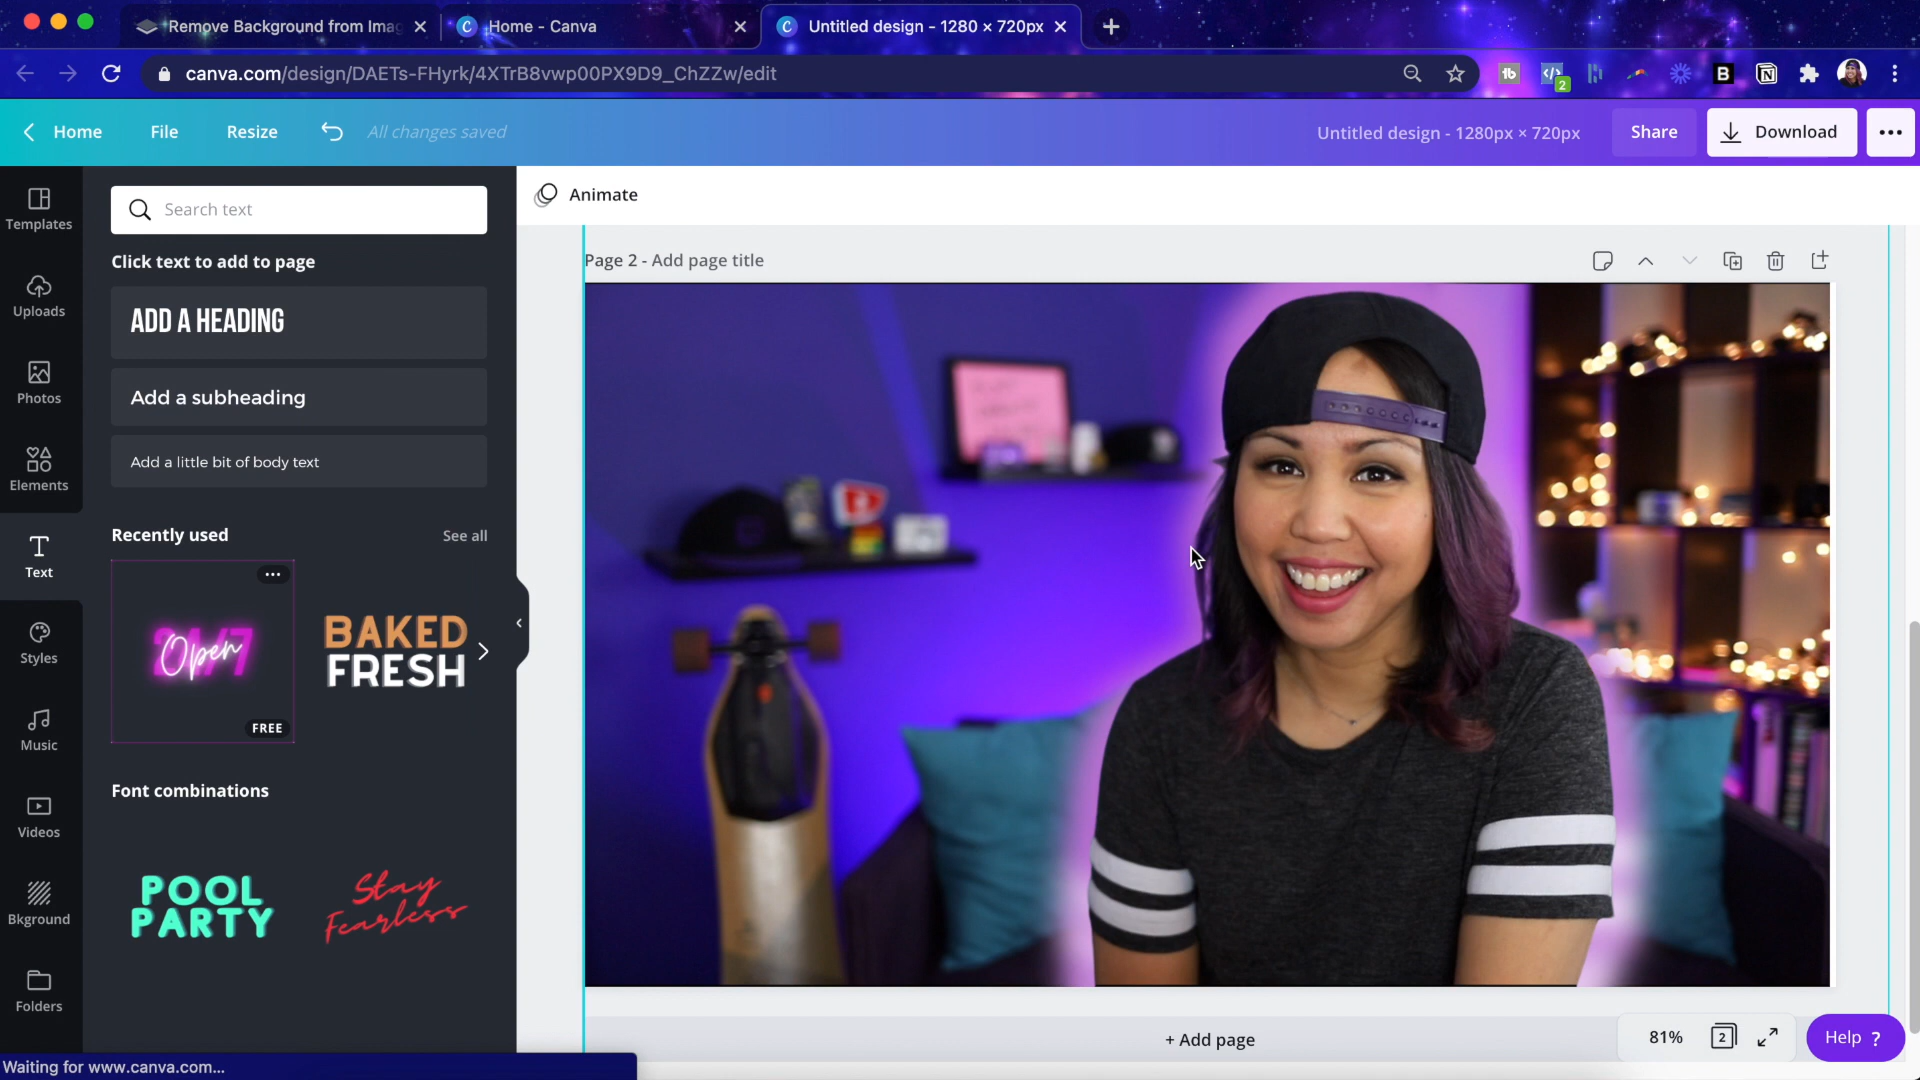 Remove Background from Imag
Home - Canva
Untitled design - 1280 × 720px
canva.com/design/DAETs-FHyrk/4XTrB8vwp00PX9D9_ChZZw/edit
tb
2
B
N
Home
File
Resize
All changes saved
Untitled design - 1280px × 720px
Share
Download
Templates
Uploads
Photos
Elements
Text
Styles
Music
Videos
Bkground
Folders
Search text
Click text to add to page
ADD A HEADING
Add a subheading
Add a little bit of body text
Recently used
See all
24/7
Open
FREE
BAKED
FRESH
Font combinations
POOL
PARTY
Stay
Fearless
Animate
Page 2 - Add page title
+ Add page
81%
2
Help ?
Waiting for www.canva.com...